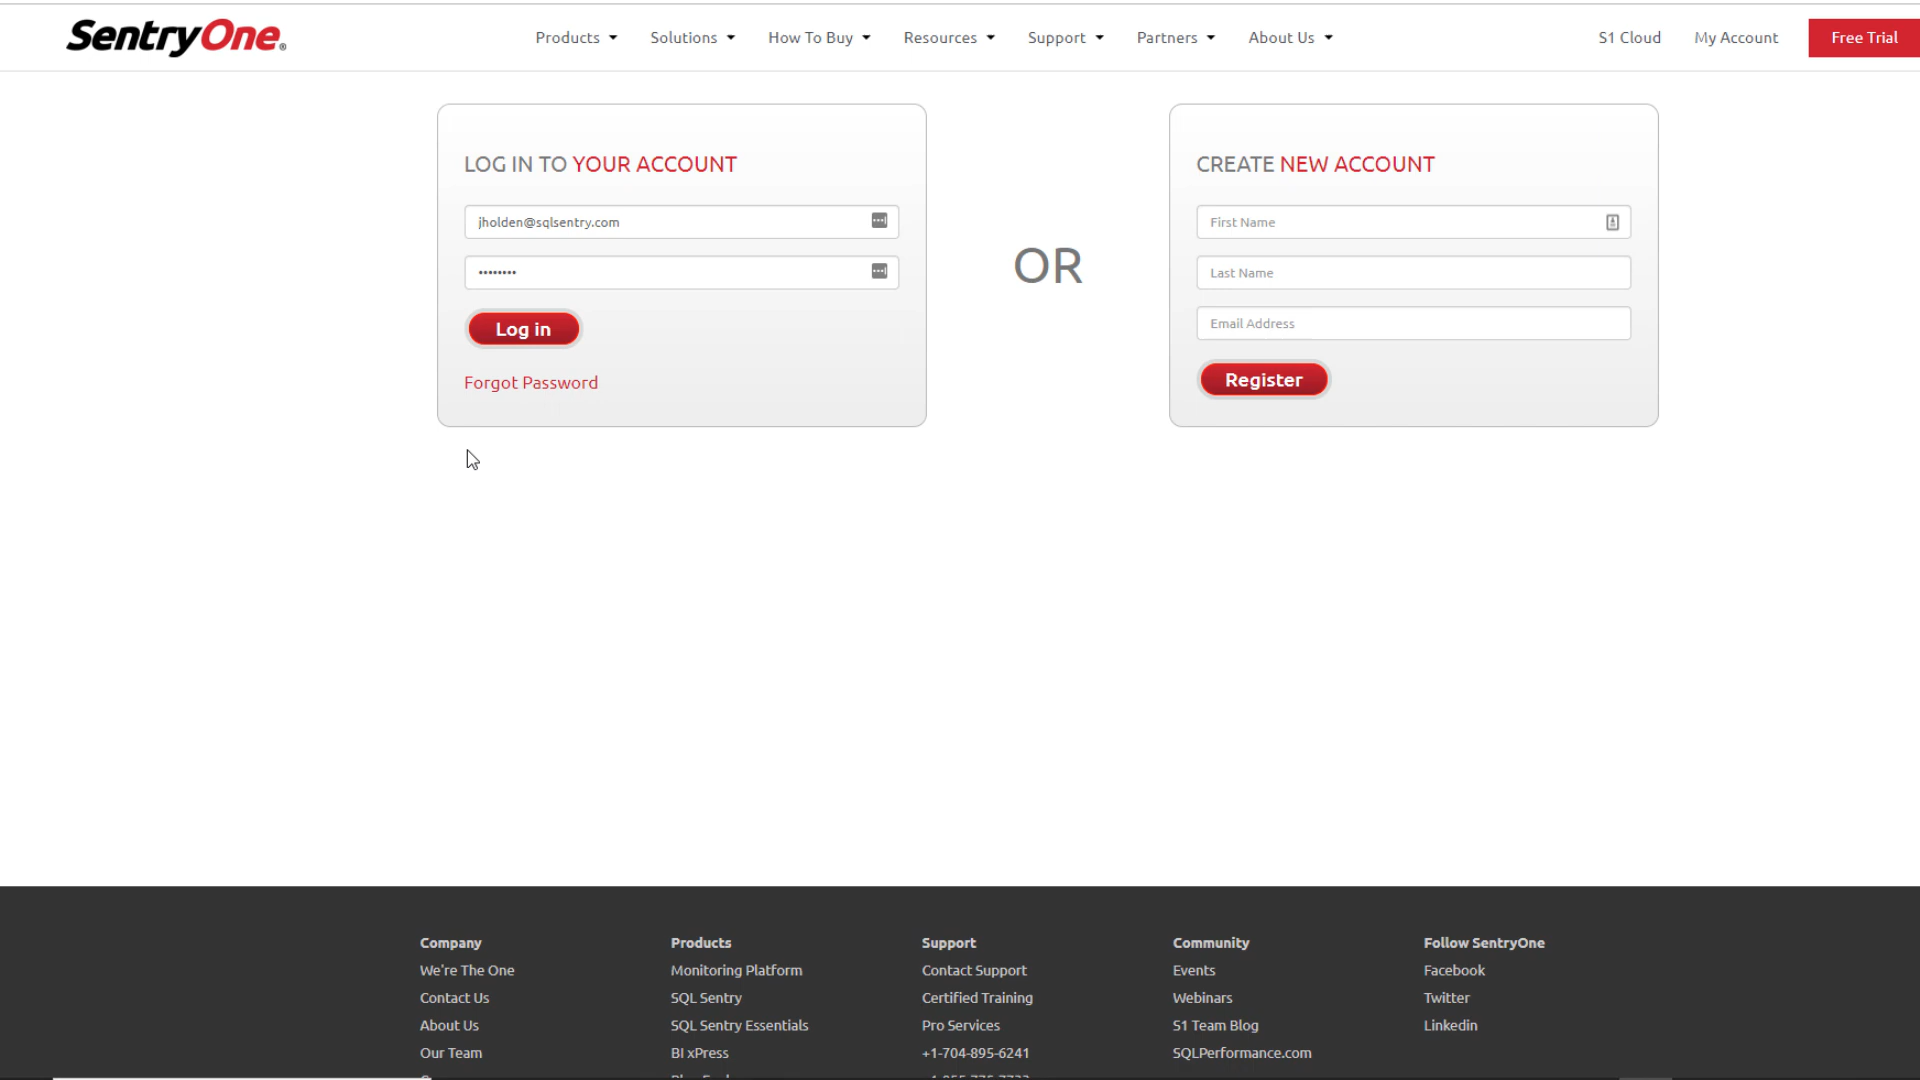 SentryOne®
Products
Solutions
How To Buy
Resources
Support
Partners
About Us
S1 Cloud
My Account
Free Trial
LOG IN TO YOUR ACCOUNT
jholden@sqlsentry.com
••••••••
Log in
Forgot Password
OR
CREATE NEW ACCOUNT
First Name
Last Name
Email Address
Register
Company
We're The One
Contact Us
About Us
Our Team
Products
Monitoring Platform
SQL Sentry
SQL Sentry Essentials
BI xPress
Support
Contact Support
Certified Training
Pro Services
+1-704-895-6241
Community
Events
Webinars
S1 Team Blog
SQLPerformance.com
Follow SentryOne
Facebook
Twitter
Linkedin